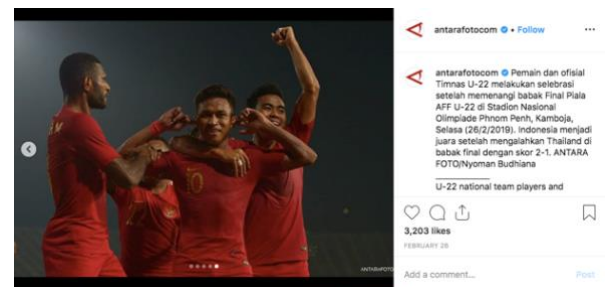 10
ANTARAFOTO
antarafotocom • Follow
antarafotocom Pemain dan ofisial
Timnas U-22 melakukan selebrasi
setelah memenangi babak Final Piala
AFF U-22 di Stadion Nasional
Olimpiade Phnom Penh, Kamboja,
Selasa (26/2/2019). Indonesia menjadi
juara setelah mengalahkan Thailand di
babak final dengan skor 2-1. ANTARA
FOTO/Nyoman Budhiana
U-22 national team players and
3,203 likes
FEBRUARY 26
Add a comment...
Post